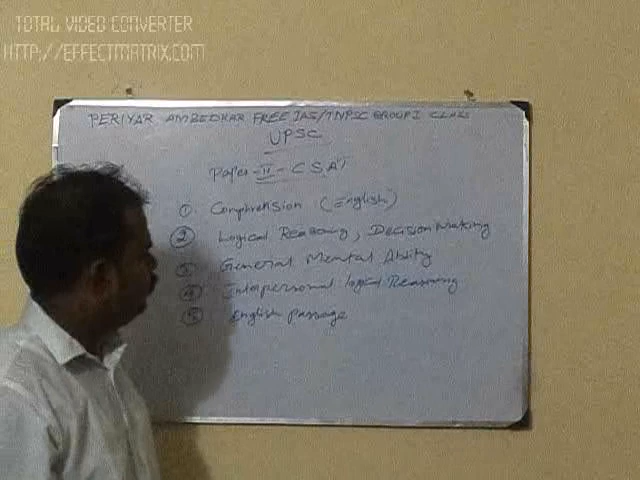 TOTAL VIDEO CONVERTER
HTTP://EFFECTMATRIX.COM
PERIYAR AMBEDHAR FREE IAS/TNPSC GROUP I CLASS
UPSC
Paper-II- CSAT
1. Comprehension (English)
2 Logical Reasoning, Decision Making
3 General Mental Ability
4 Interpersonal logical Reasoning
5 English passage